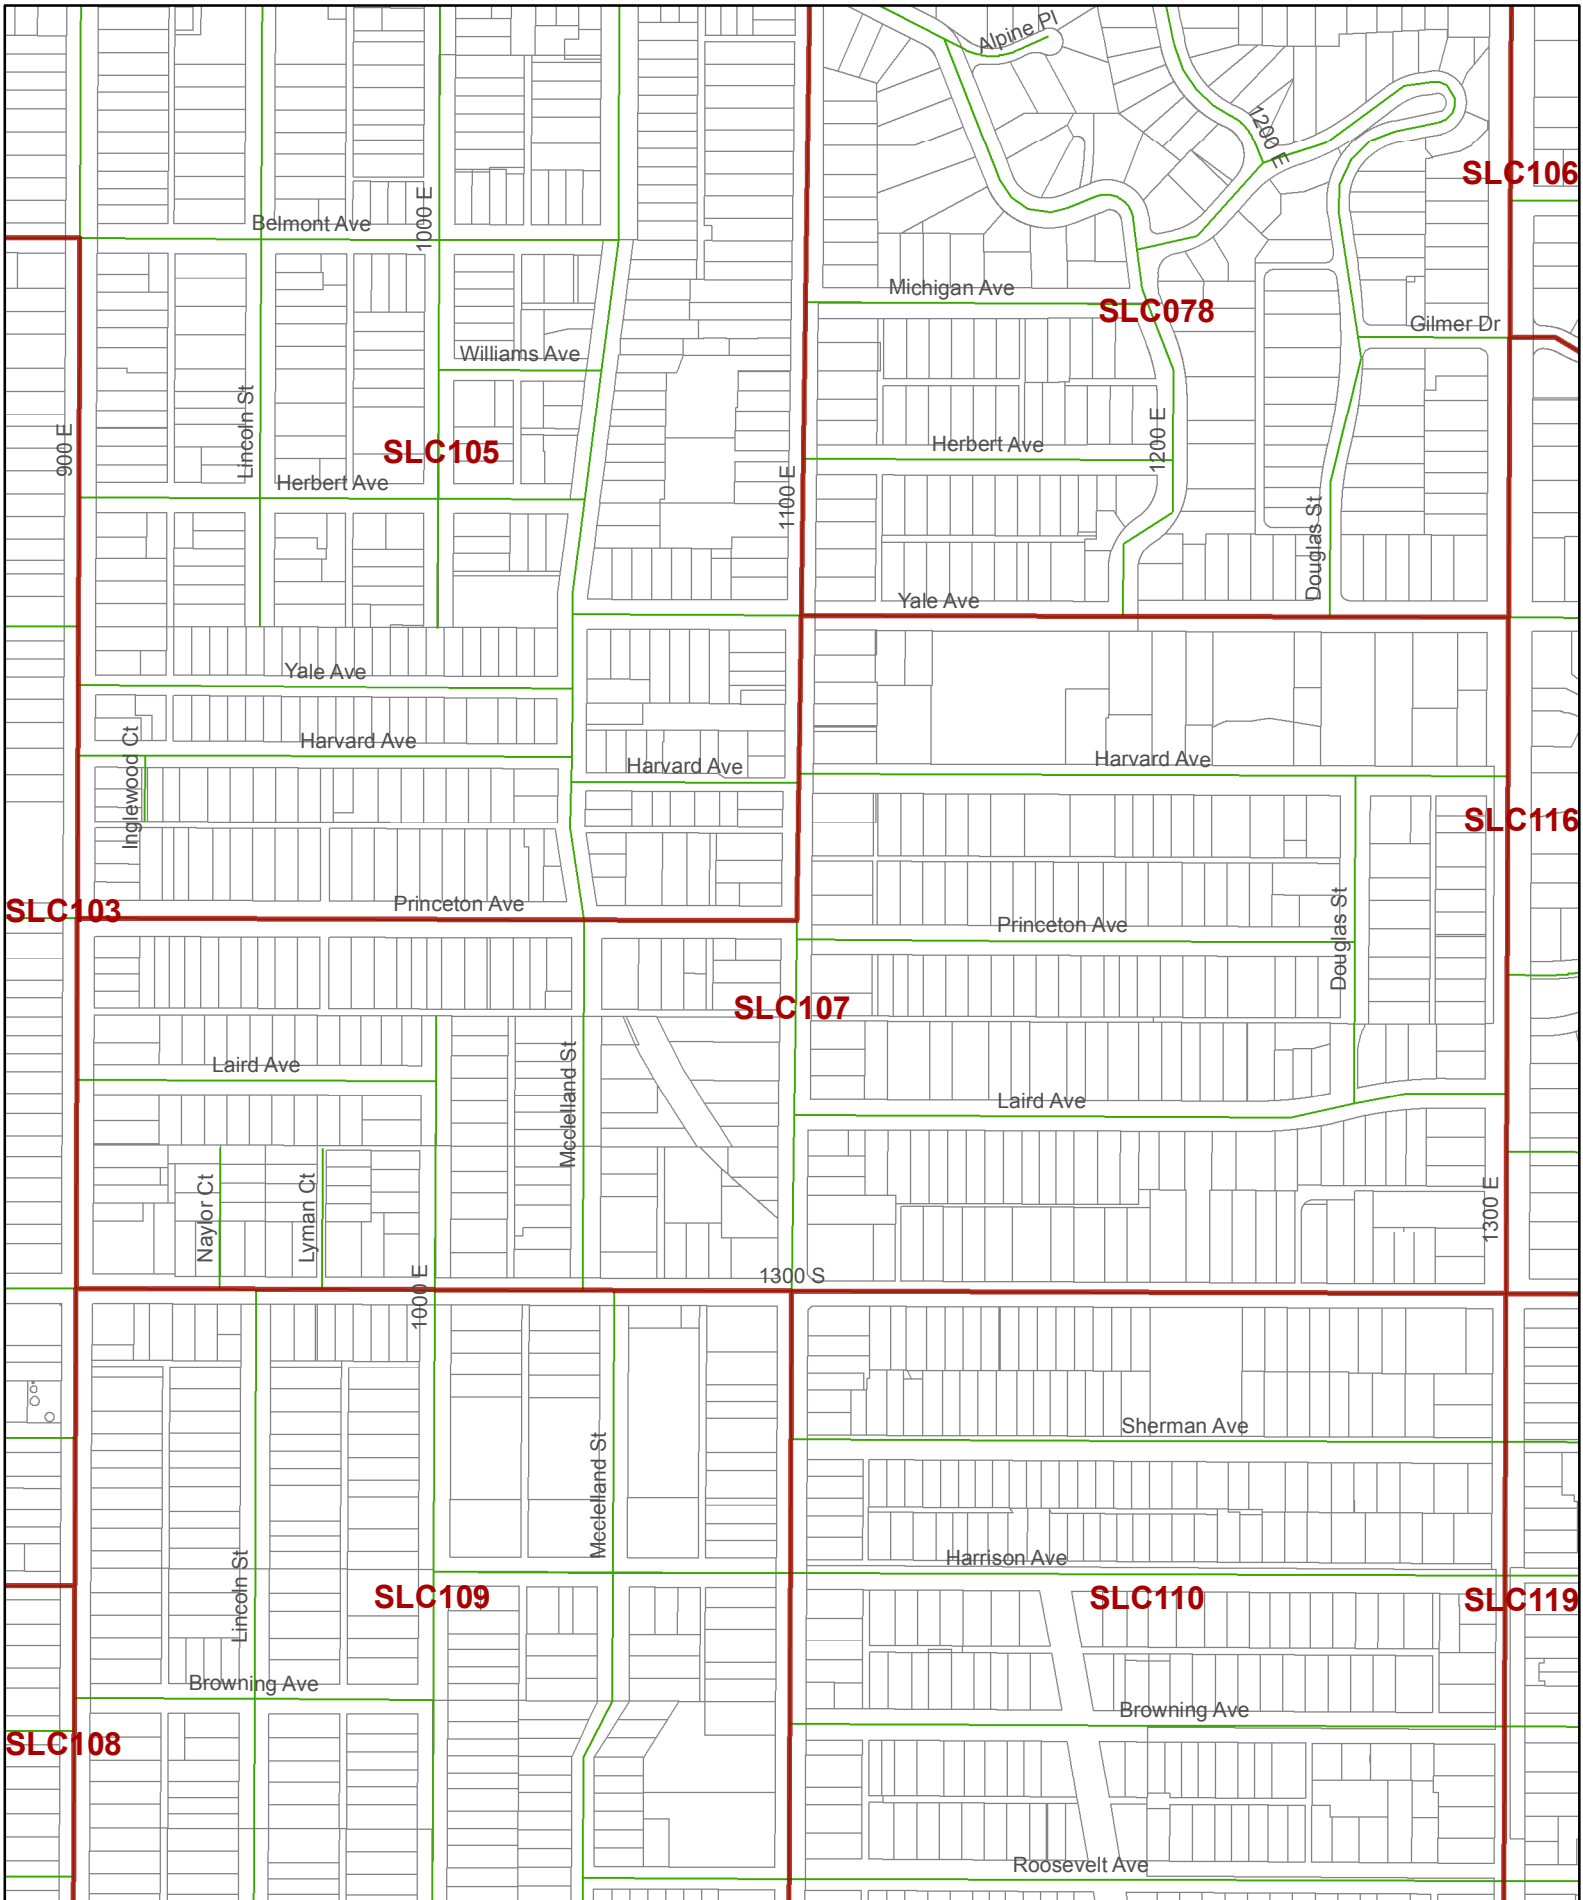 Alpine Pl
1200 E
SLC106
1000 E
Belmont Ave
Michigan Ave
SLC078
Gilmer Dr
Williams Ave
Lincoln St
900 E
SLC105
Herbert Ave
1200 E
Herbert Ave
1100 E
Douglas St
Yale Ave
Yale Ave
Harvard Ave
Inglewood Ct
Harvard Ave
Harvard Ave
SLC116
Princeton Ave
SLC103
Princeton Ave
Douglas St
SLC107
Laird Ave
Mcclelland St
Laird Ave
Naylor Ct
Lyman Ct
1300 E
1300 S
1000 E
Sherman Ave
Mcclelland St
Harrison Ave
Lincoln St
SLC109
SLC110
SLC119
Browning Ave
Browning Ave
SLC108
Roosevelt Ave